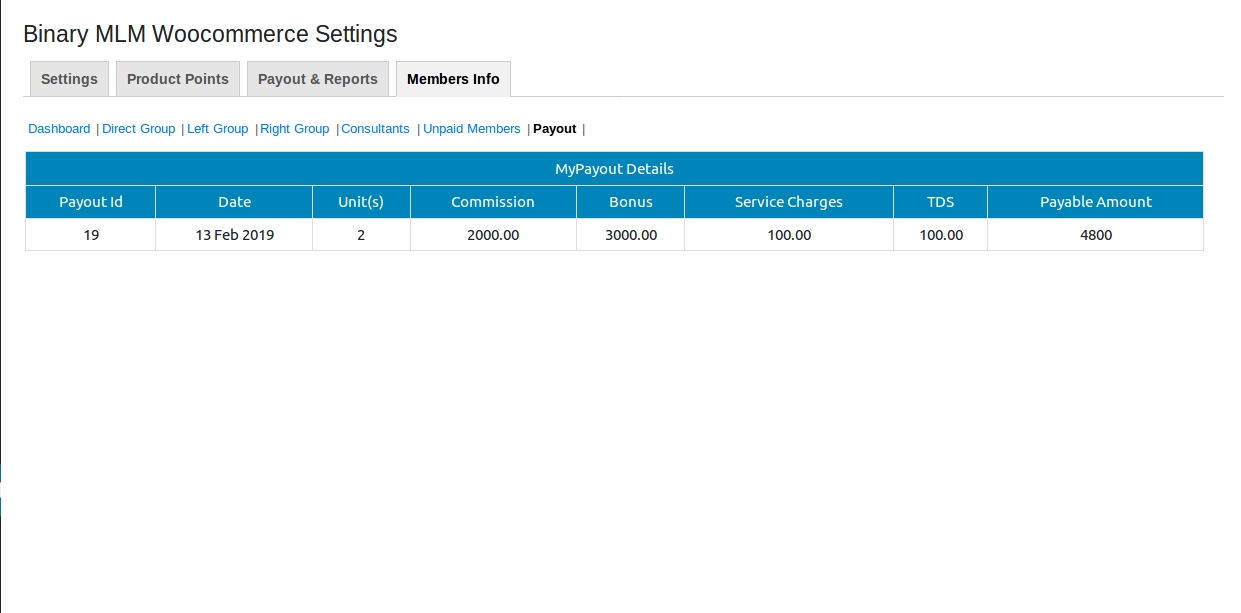 Binary MLM Woocommerce Settings
Settings Product Points Payout & Reports Members Info
Dashboard | Direct Group | Left Group | Right Group | Consultants | Unpaid Members | Payout |
MyPayout Details
Payout Id Date Unit(s) Commission Bonus Service Charges TDS Payable Amount
19 13 Feb 2019 2 2000.00 3000.00 100.00 100.00 4800